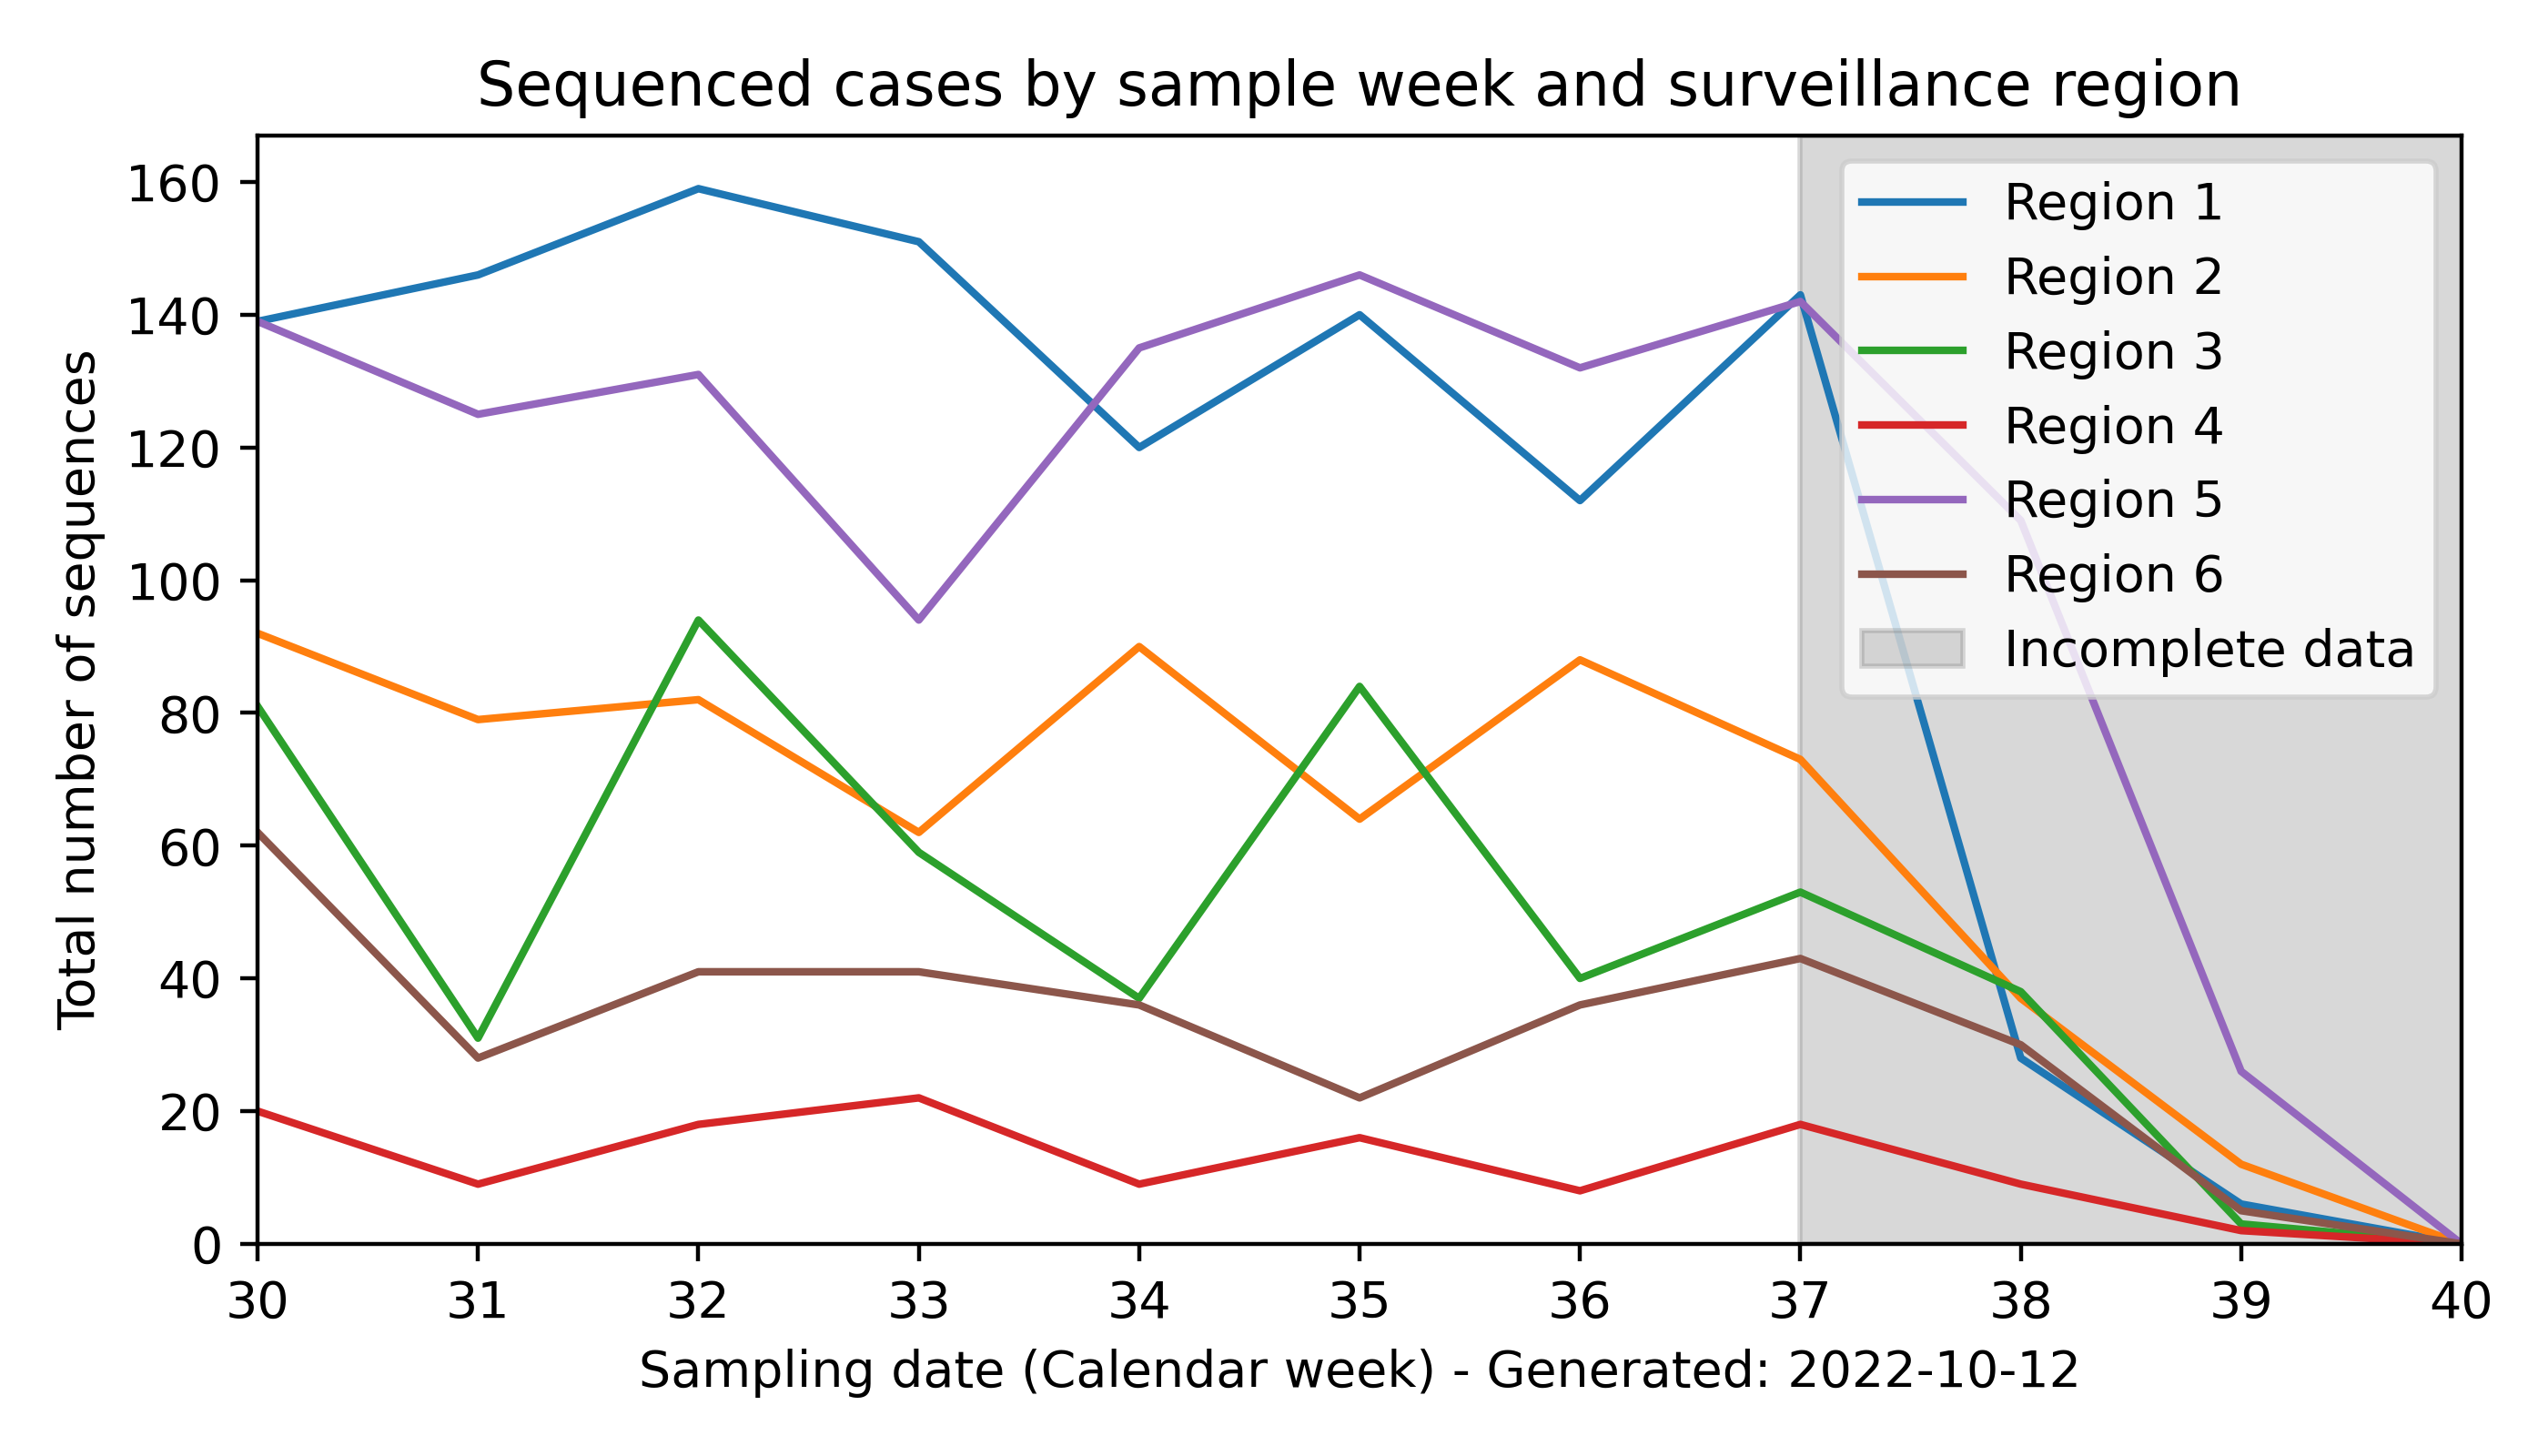 Sequenced cases by sample week and surveillance region
Total number of sequences
160
140
120
100
80
60
40
20
0
30 31 32 33 34 35 36 37 38 39 40
Sampling date (Calendar week) - Generated: 2022-10-12
Region 1
Region 2
Region 3
Region 4
Region 5
Region 6
Incomplete data